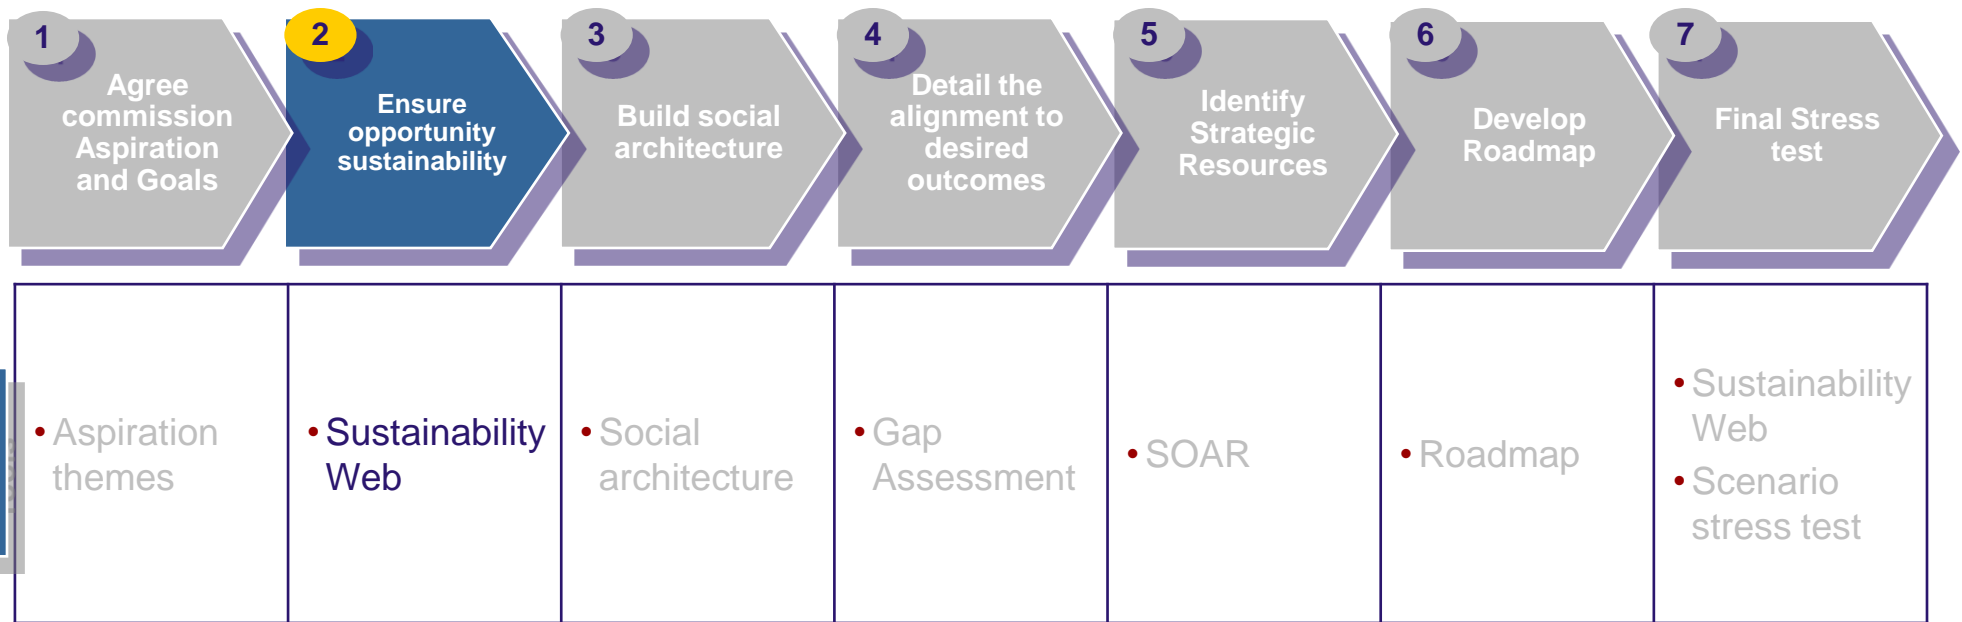 1
Agree
commission
Aspiration
and Goals
2
Ensure
opportunity
sustainability
3
Build social
architecture
4
Detail the
alignment to
desired
outcomes
5
Identify
Strategic
Resources
6
Develop
Roadmap
7
Final Stress
test
• Aspiration
themes
• Sustainability
Web
• Social
architecture
• Gap
Assessment
• SOAR
• Roadmap
• Sustainability
Web
• Scenario
stress test